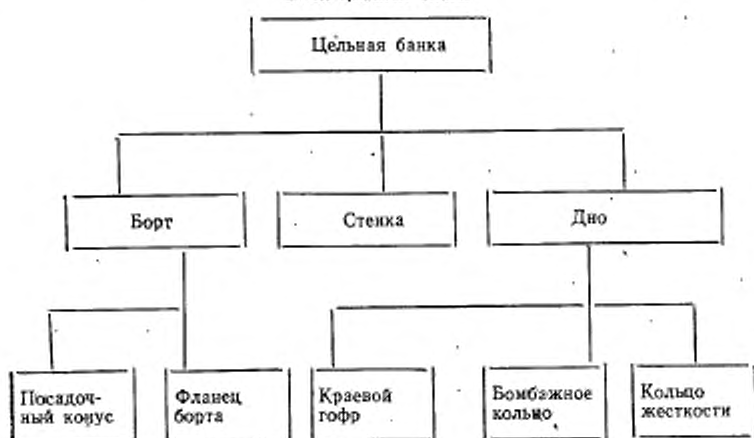 Цельная банка
Борт
Стенка
Дно
Посадоч-
ный конус
Фланец
борта
Краевой
гофр
Бомбажное
кольцо
Кольцо
жесткости